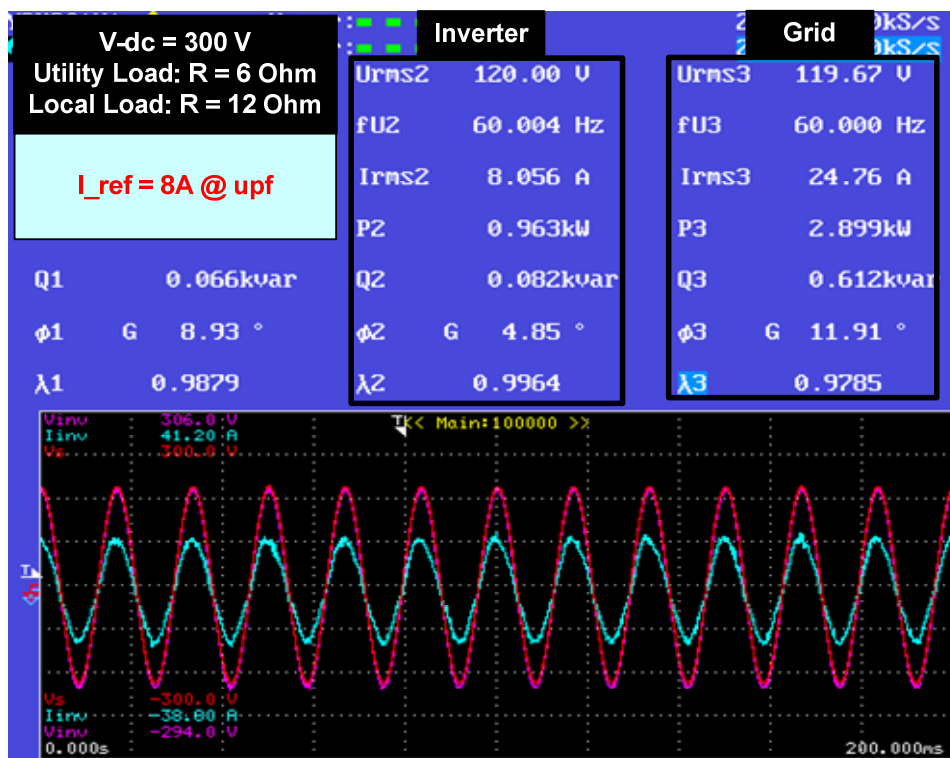 V-dc = 300 V
Utility Load: R = 6 Ohm
Local Load: R = 12 Ohm
I_ref = 8A @ upf
Inverter
Grid
kS/s
kS/s
Urms2 120.00 V
Urms3 119.67 V
fU2 60.004 Hz
fU3 60.000 Hz
Irms2 8.056 A
Irms3 24.76 A
P2 0.963kW
P3 2.899kW
Q1 0.066kvar
Q2 0.082kvar
Q3 0.612kvar
φ1 G 8.93 °
φ2 G 4.85 °
φ3 G 11.91 °
λ1 0.9879
λ2 0.9964
λ3 0.9785
Vinv 306.0 V
<< Main:100000 >>
Iinv 41.20 A
Vs 300.0 V
Vs -300.0 V
Iinv -38.80 A
Vinv -294.0 V
0.000s
200.000ms